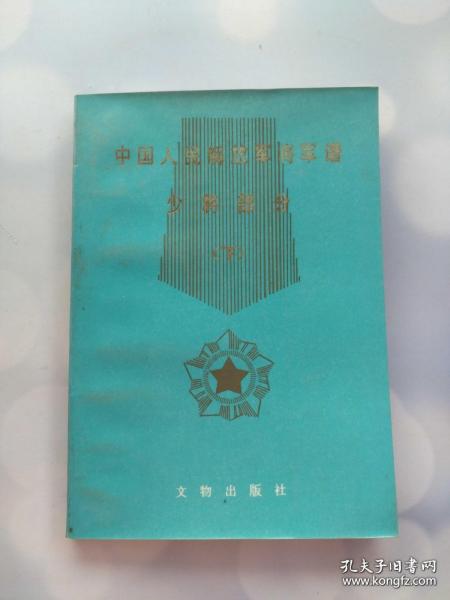 中国人民解放军将军谱
少将部分
（下）
文物出版社
孔夫子旧书网
www.kongfz.com